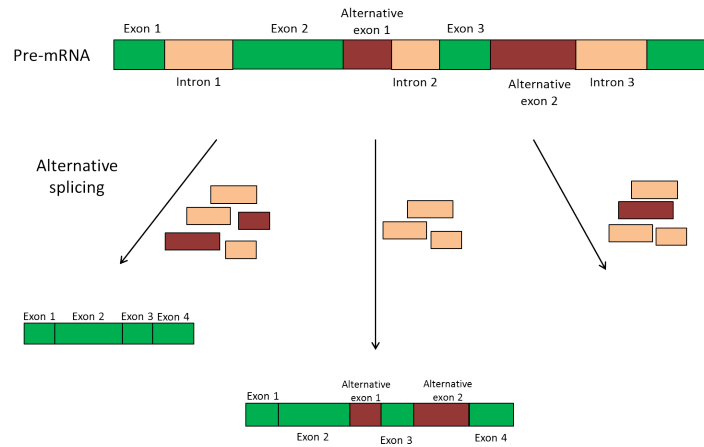 Alternative
exon 1
Exon 1
Exon 2
Exon 3
Pre-mRNA
Intron 1
Intron 2
Alternative
exon 2
Intron 3
Alternative
splicing
Exon 1
Exon 2
Exon 3
Exon 4
Exon 1
Alternative
exon 1
Alternative
exon 2
Exon 2
Exon 3
Exon 4